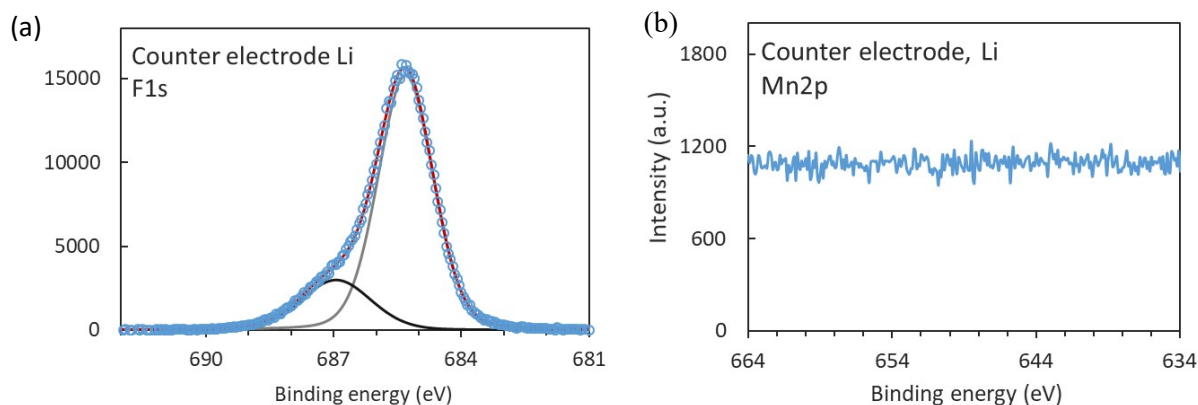 (a)
Counter electrode Li
F1s
15000
10000
5000
0
690
687
684
681
Binding energy (eV)
(b)
Counter electrode, Li
Mn2p
Intensity (a.u.)
1800
1200
600
0
664
654
644
634
Binding energy (eV)